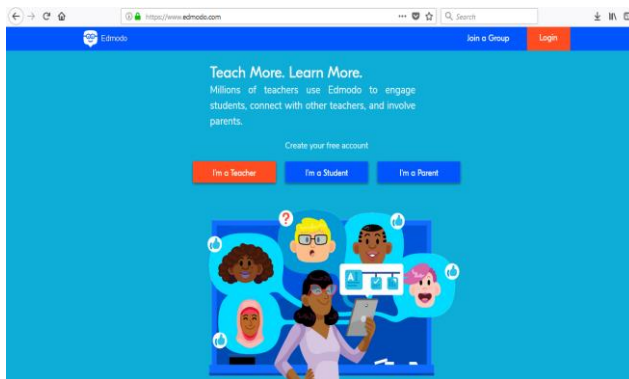 https://www.edmodo.com
Search
Edmodo
Join a Group
Login
Teach More. Learn More.
Millions of teachers use Edmodo to engage
students, connect with other teachers, and involve
parents.
Create your free account
I'm a Teacher
I'm a Student
I'm a Parent
?
A